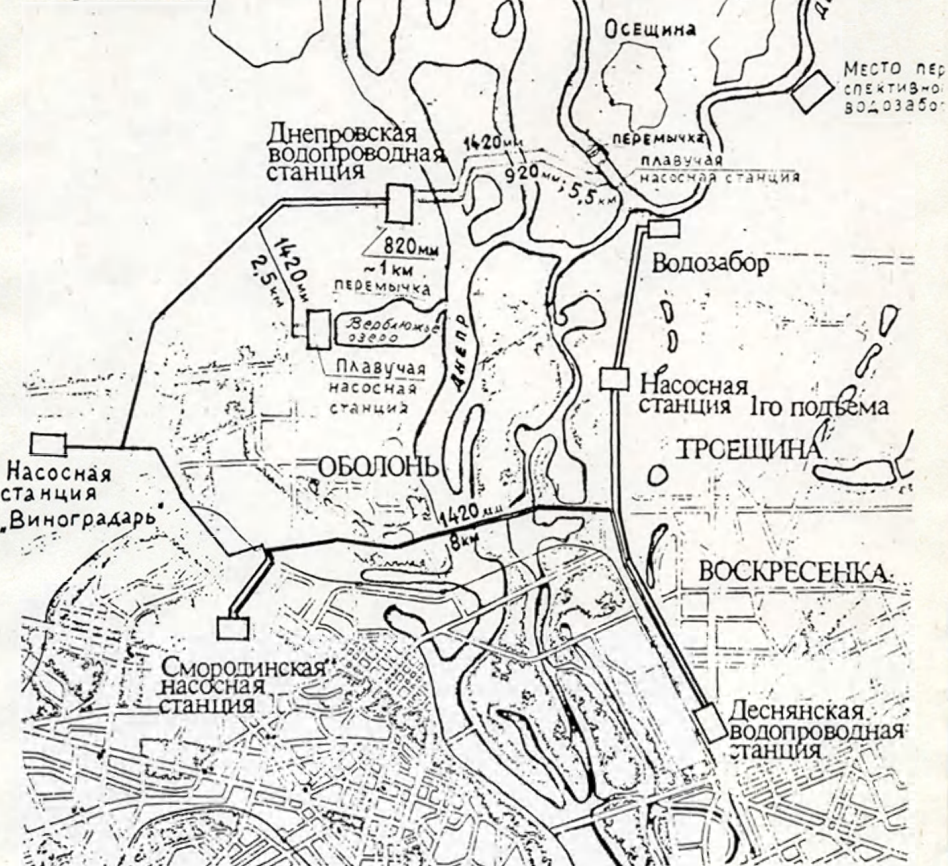 ОСЕЩИНА
МЕСТО ПЕР
СПЕКТИВНО
ВОДОЗАБО
Днепровская
водопроводная
станция
1420мм
ПЕРЕМЫЧКА
ПЛАВУЧАЯ
НАСОСНАЯ СТАНЦИЯ
920мм; 5,5км
820мм
~1км
ПЕРЕМЫЧКА
1420мм
2,5км
Водозабор
Верблюжье
озеро
ДНЕПР
ПЛАВУЧАЯ
НАСОСНАЯ
СТАНЦИЯ
Насосная
станция 1го подъема
ТРОЕЩИНА
ОБОЛОНЬ
Насосная
станция
"Виноградарь"
1420мм
8км
ВОСКРЕСЕНКА
Смородинская
насосная
станция
Деснянская
водопроводная
станция